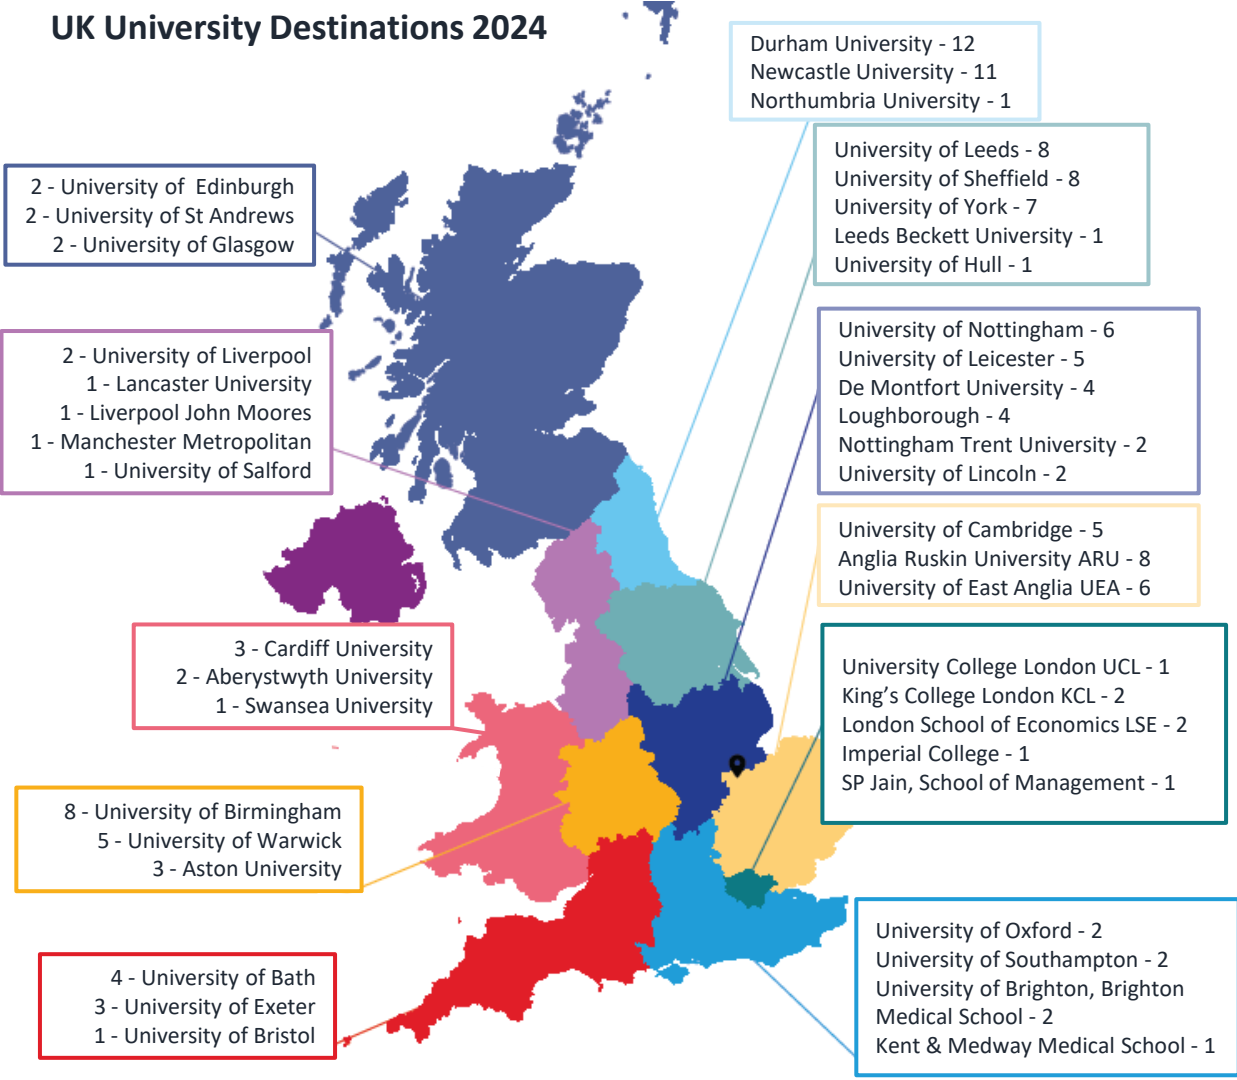 UK University Destinations 2024
Durham University - 12
Newcastle University - 11
Northumbria University - 1
University of Leeds - 8
University of Sheffield - 8
University of York - 7
Leeds Beckett University - 1
University of Hull - 1
2 - University of Edinburgh
2 - University of St Andrews
2 - University of Glasgow
University of Nottingham - 6
University of Leicester - 5
De Montfort University - 4
Loughborough - 4
Nottingham Trent University - 2
University of Lincoln - 2
2 - University of Liverpool
1 - Lancaster University
1 - Liverpool John Moores
1 - Manchester Metropolitan
1 - University of Salford
University of Cambridge - 5
Anglia Ruskin University ARU - 8
University of East Anglia UEA - 6
3 - Cardiff University
2 - Aberystwyth University
1 - Swansea University
University College London UCL - 1
King’s College London KCL - 2
London School of Economics LSE - 2
Imperial College - 1
SP Jain, School of Management - 1
8 - University of Birmingham
5 - University of Warwick
3 - Aston University
University of Oxford - 2
University of Southampton - 2
University of Brighton, Brighton
Medical School - 2
Kent & Medway Medical School - 1
4 - University of Bath
3 - University of Exeter
1 - University of Bristol